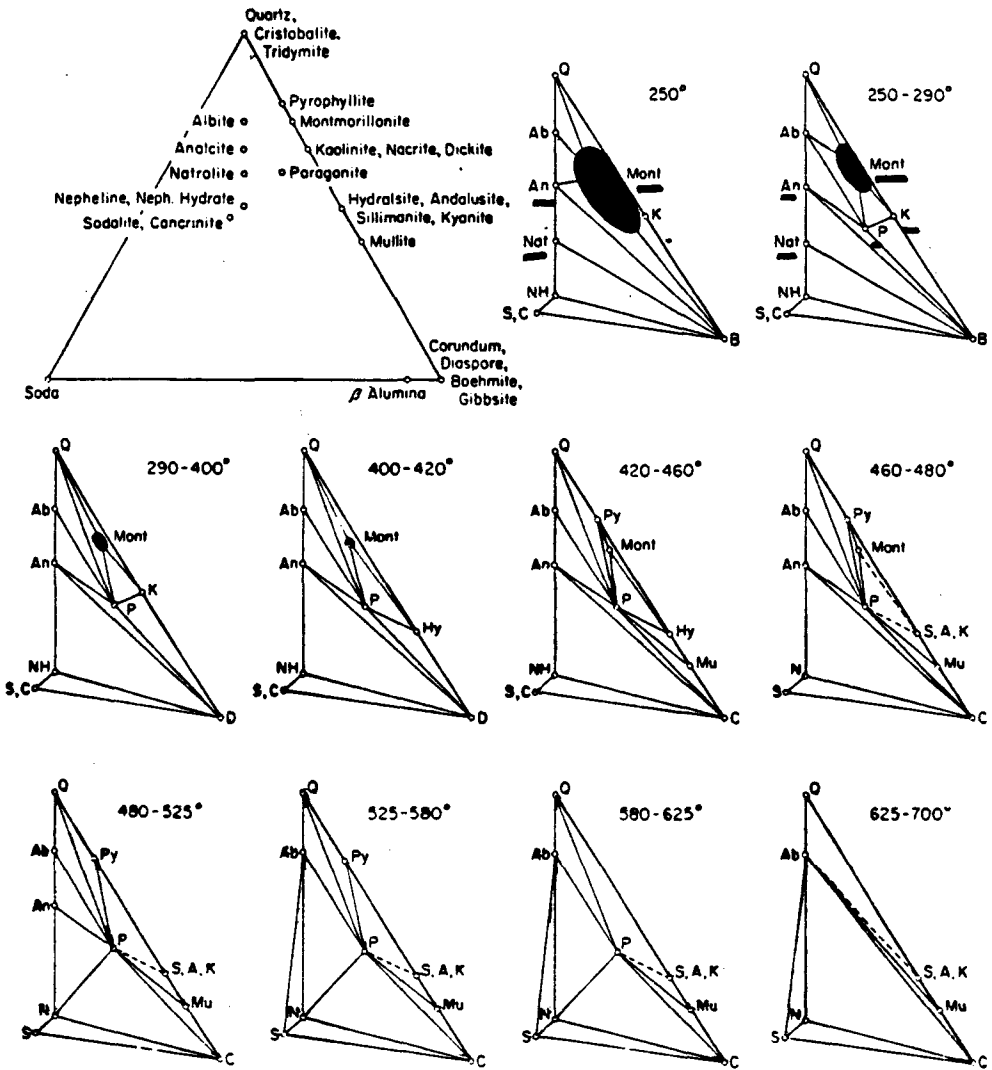 Quartz,
Cristobalite,
Tridymite
Pyrophyllite
Albite
Montmorillonite
Analcite
Kaolinite, Nacrite, Dickite
Natrolite
Paragonite
Nepheline, Neph. Hydrate
Hydralsite, Andalusite,
Sillimanite, Kyanite
Sodalite, Cancrinite
Mullite
Corundum,
Diaspore,
Boehmite,
Gibbsite
Soda
β Alumina
250°
Q
Ab
An
Mont
K
Nat
NH
S, C
B
250-290°
Q
Ab
Mont
An
K
P
Nat
NH
S, C
B
290-400°
Q
Ab
Mont
An
K
P
NH
S, C
D
400-420°
Q
Ab
Mont
An
P
Hy
NH
S, C
D
420-460°
Q
Py
Ab
Mont
An
P
Hy
Mu
NH
S, C
C
460-480°
Q
Py
Ab
Mont
An
P
S, A, K
Mu
N
S
C
480-525°
Q
Ab
Py
An
P
S, A, K
Mu
N
S
C
525-580°
Q
Ab
Py
P
S, A, K
Mu
N
S
C
580-625°
Q
Ab
P
S, A, K
Mu
N
S
C
625-700°
Q
Ab
S, A, K
Mu
N
S
C